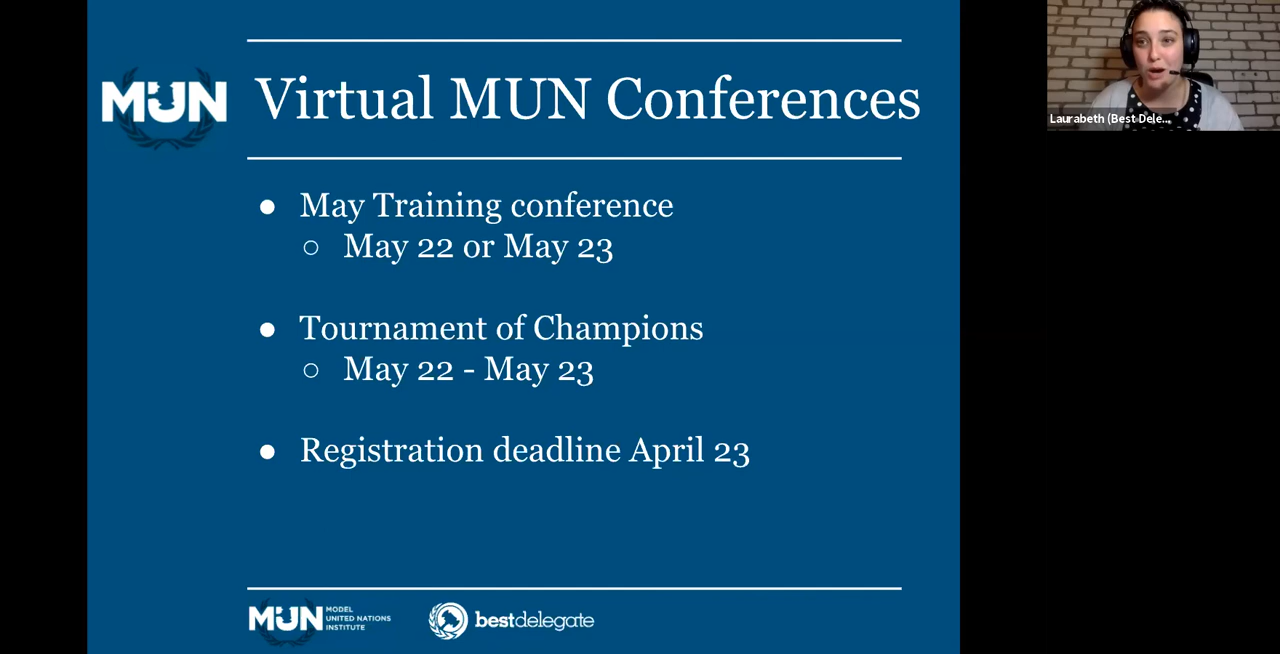 MUN Virtual MUN Conferences
Laurabeth (Best Dele...
● May Training conference
○ May 22 or May 23
● Tournament of Champions
○ May 22 - May 23
● Registration deadline April 23
MUN MODEL
UNITED NATIONS
INSTITUTE
bestdelegate